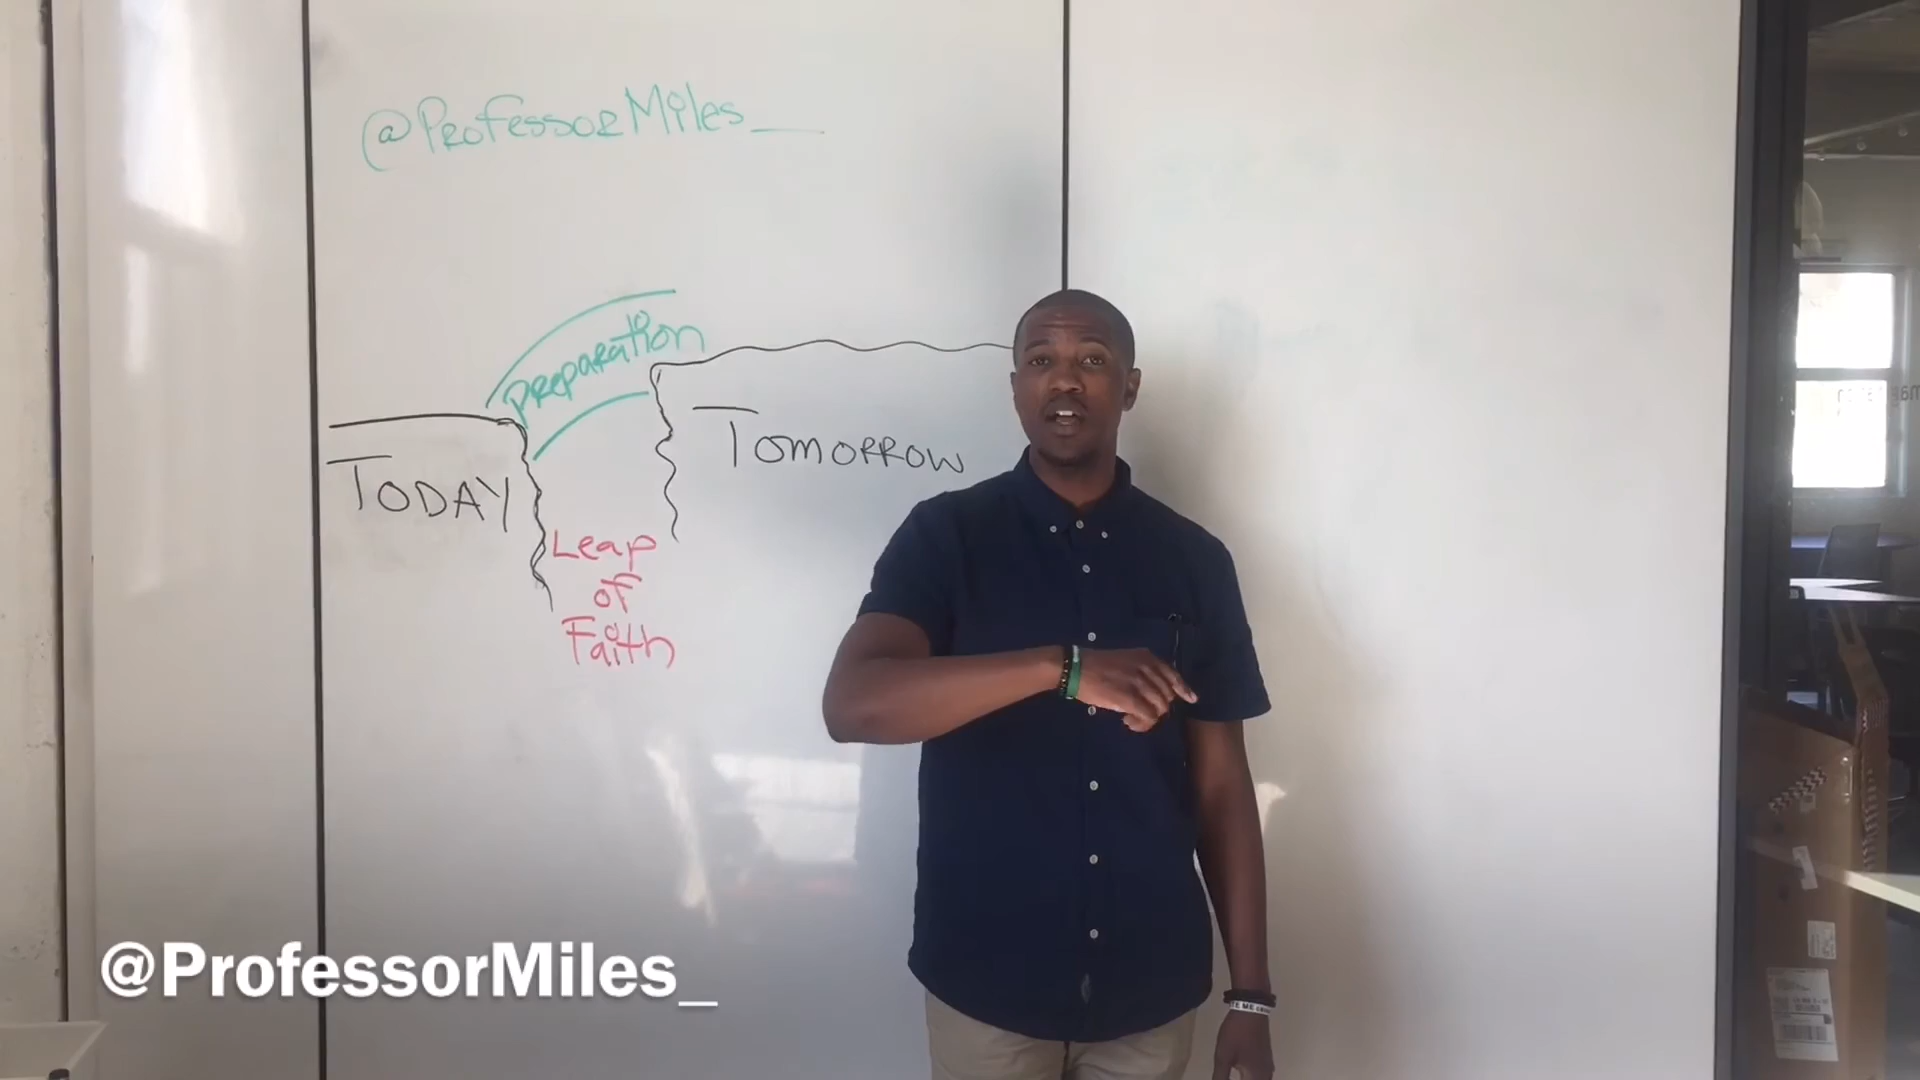 @ProfessorMiles_
Preparation
Today
Tomorrow
Leap
of
Faith
@ProfessorMiles_